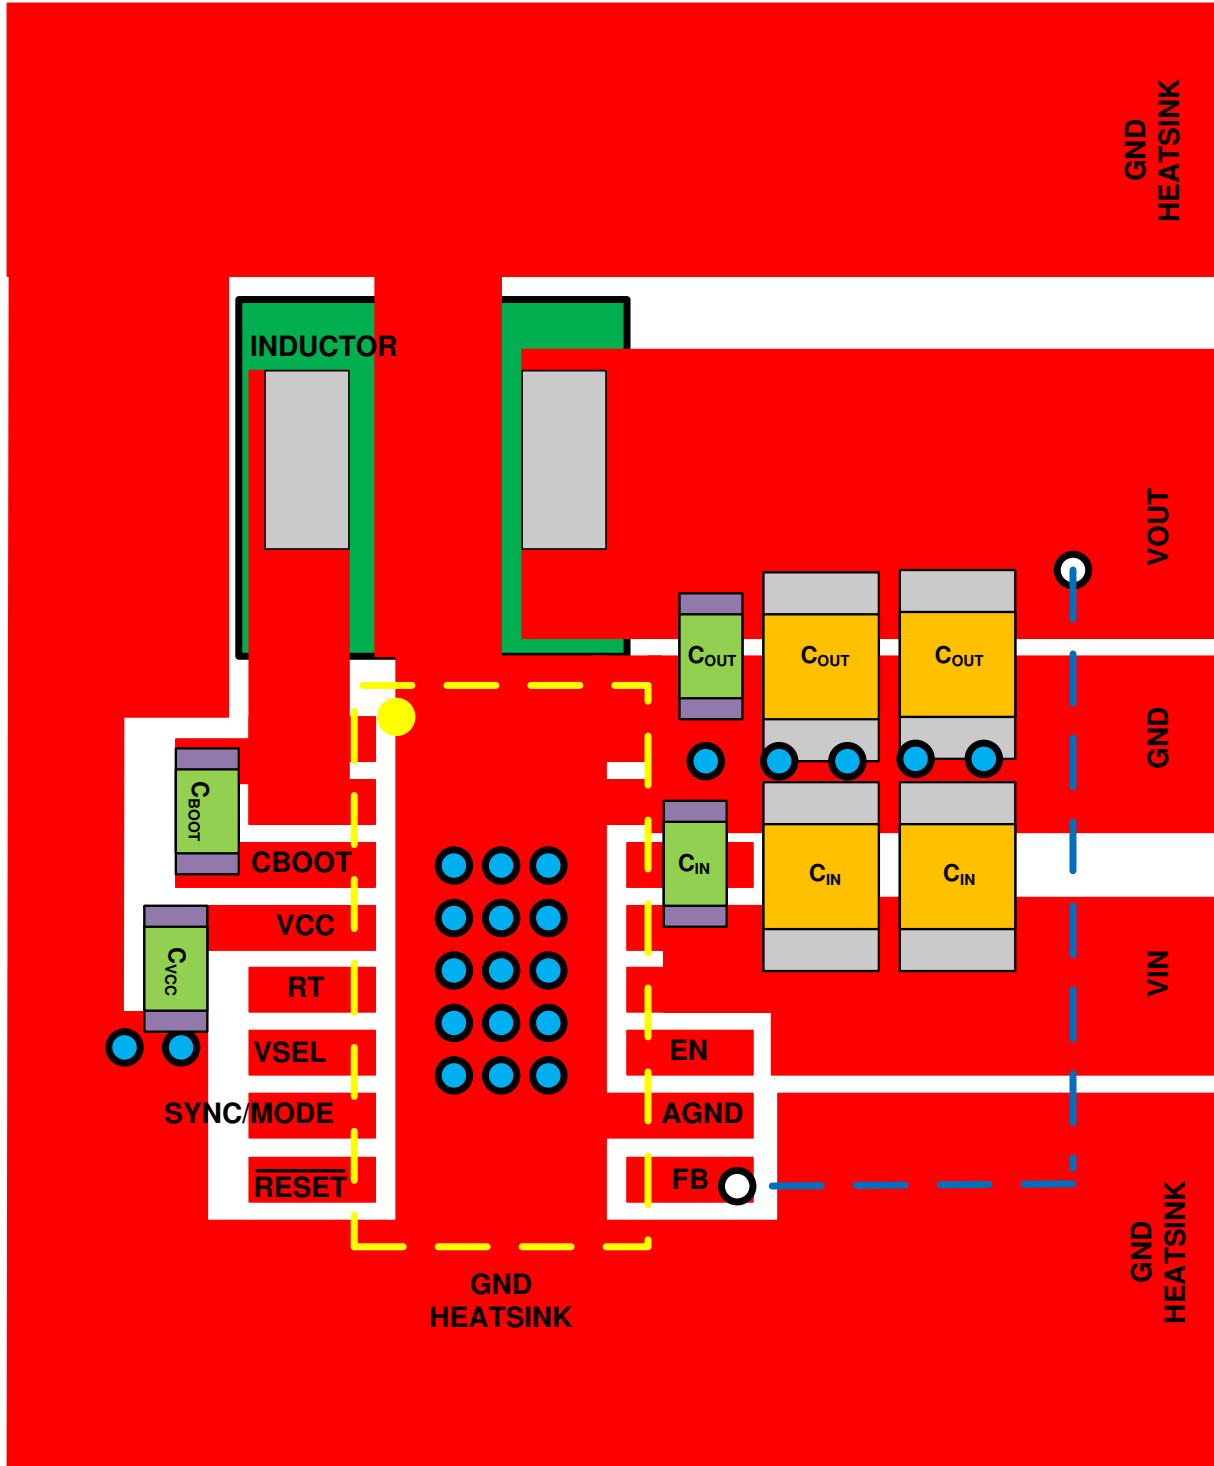 GND
HEATSINK
INDUCTOR
VOUT
COUT
COUT
COUT
GND
CBOOT
CBOOT
CIN
CIN
CIN
VCC
CVCC
VIN
RT
VSEL
EN
SYNC/MODE
AGND
RESET
FB
GND
HEATSINK
GND
HEATSINK